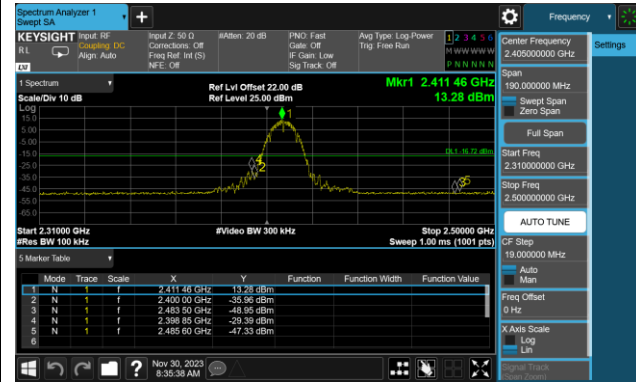 Spectrum Analyzer 1
Swept SA
+
Frequency
KEYSIGHT
RL
LXI
Input: RF
Coupling: DC
Align: Auto
Input Z: 50 Ω
Corrections: Off
Freq Ref: Int (S)
NFE: Off
#Atten: 20 dB
PNO: Fast
Gate: Off
IF Gain: Low
Sig Track: Off
Avg Type: Log-Power
Trig: Free Run
1 2 3 4 5 6
M W W W W W
P N N N N N
1 Spectrum
Scale/Div 10 dB
Log
Ref Lvl Offset 22.00 dB
Ref Level 25.00 dBm
Mkr1 2.411 46 GHz
13.28 dBm
15.0
5.00
-5.00
-15.0
-25.0
-35.0
-45.0
-55.0
-65.0
1
DL1 -16.72 dBm
4
2
3
5
Start 2.31000 GHz
#Res BW 100 kHz
#Video BW 300 kHz
Stop 2.50000 GHz
Sweep 1.00 ms (1001 pts)
5 Marker Table
Mode Trace Scale X Y Function Function Width Function Value
1 N 1 f 2.411 46 GHz 13.28 dBm
2 N 1 f 2.400 00 GHz -35.96 dBm
3 N 1 f 2.483 50 GHz -48.95 dBm
4 N 1 f 2.398 85 GHz -29.39 dBm
5 N 1 f 2.485 60 GHz -47.33 dBm
6
Center Frequency
2.405000000 GHz
Settings
Span
190.000000 MHz
Swept Span
Zero Span
Full Span
Start Freq
2.310000000 GHz
Stop Freq
2.500000000 GHz
AUTO TUNE
CF Step
19.000000 MHz
Auto
Man
Freq Offset
0 Hz
X Axis Scale
Log
Lin
Signal Track
(Span Zoom)
?
Nov 30, 2023
8:35:38 AM